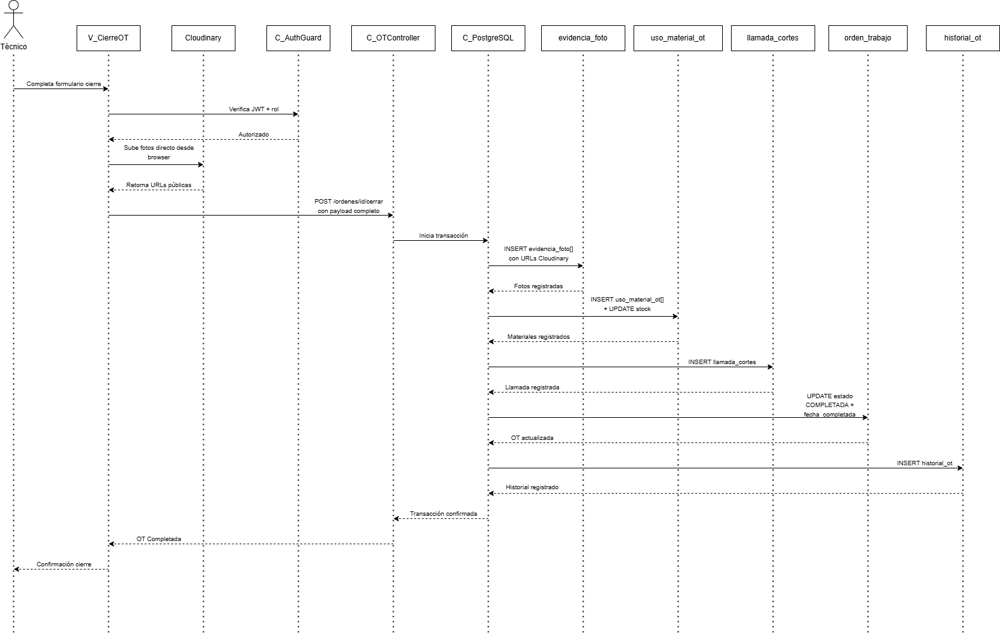 Técnico
V_CierreOT
Cloudinary
C_AuthGuard
C_OTController
C_PostgreSQL
evidencia_foto
uso_material_ot
llamada_cortes
orden_trabajo
historial_ot
Completa formulario cierre
Verifica JWT + rol
Autorizado
Sube fotos directo desde
browser
Retorna URLs públicas
POST /ordenes/id/cerrar
con payload completo
Inicia transacción
INSERT evidencia_foto[]
con URLs Cloudinary
Fotos registradas
INSERT uso_material_ot[]
+ UPDATE stock
Materiales registrados
INSERT llamada_cortes
Llamada registrada
UPDATE estado
COMPLETADA +
fecha_completada
OT actualizada
INSERT historial_ot
Historial registrado
Transacción confirmada
OT Completada
Confirmación cierre